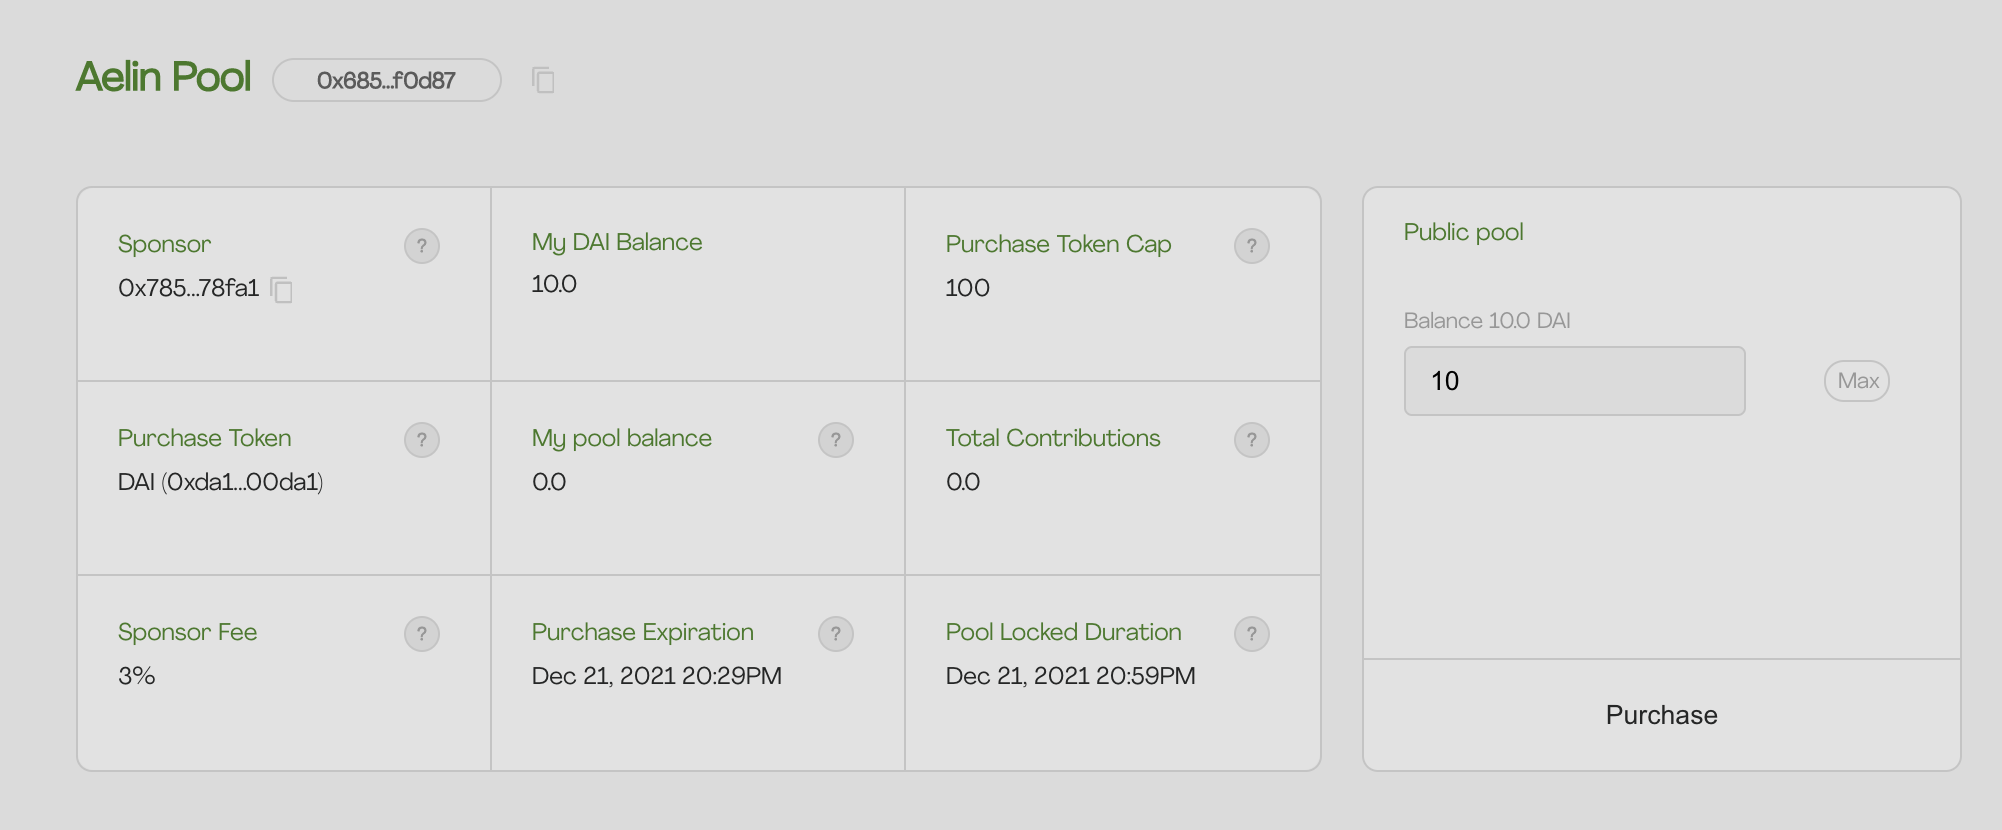 Aelin Pool 0x685...f0d87
Sponsor ?
0x785...78fa1
My DAI Balance
10.0
Purchase Token Cap ?
100
Purchase Token ?
DAI (0xda1...00da1)
My pool balance ?
0.0
Total Contributions ?
0.0
Sponsor Fee ?
3%
Purchase Expiration ?
Dec 21, 2021 20:29PM
Pool Locked Duration ?
Dec 21, 2021 20:59PM
Public pool
Balance 10.0 DAI
10 Max
Purchase